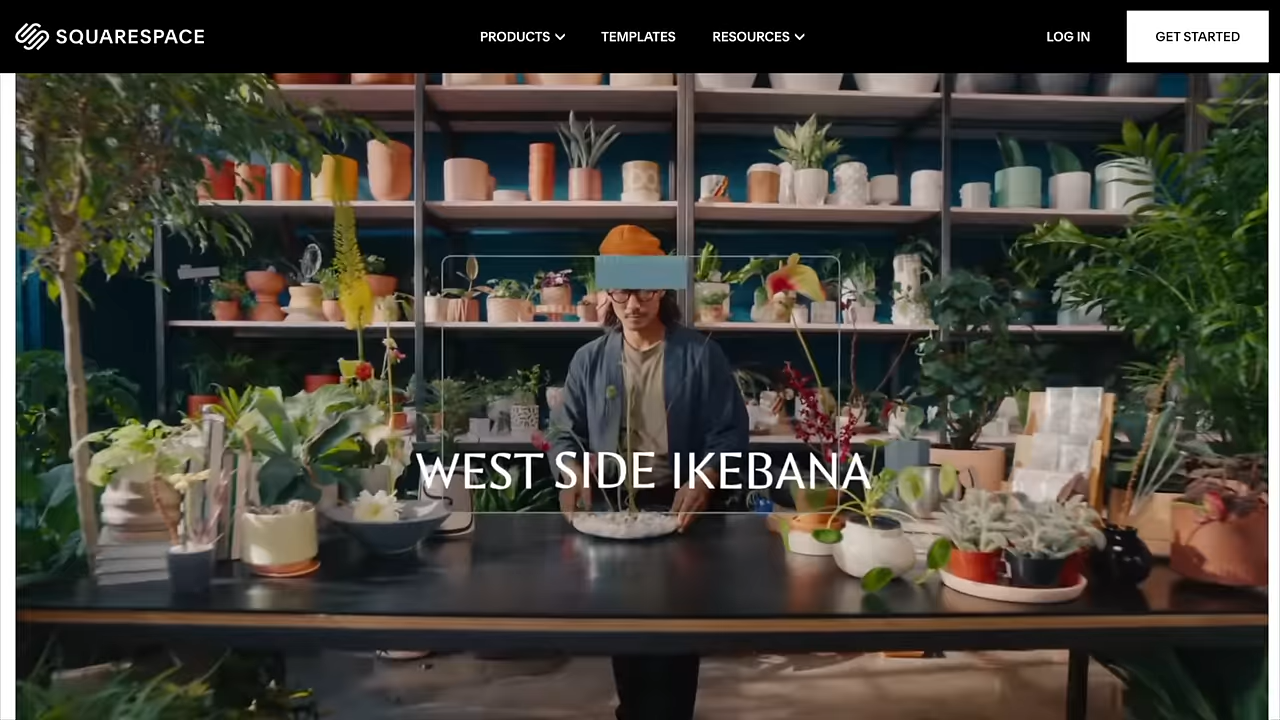 SQUARESPACE
PRODUCTS
TEMPLATES
RESOURCES
LOG IN
GET STARTED
WEST SIDE IKEBANA